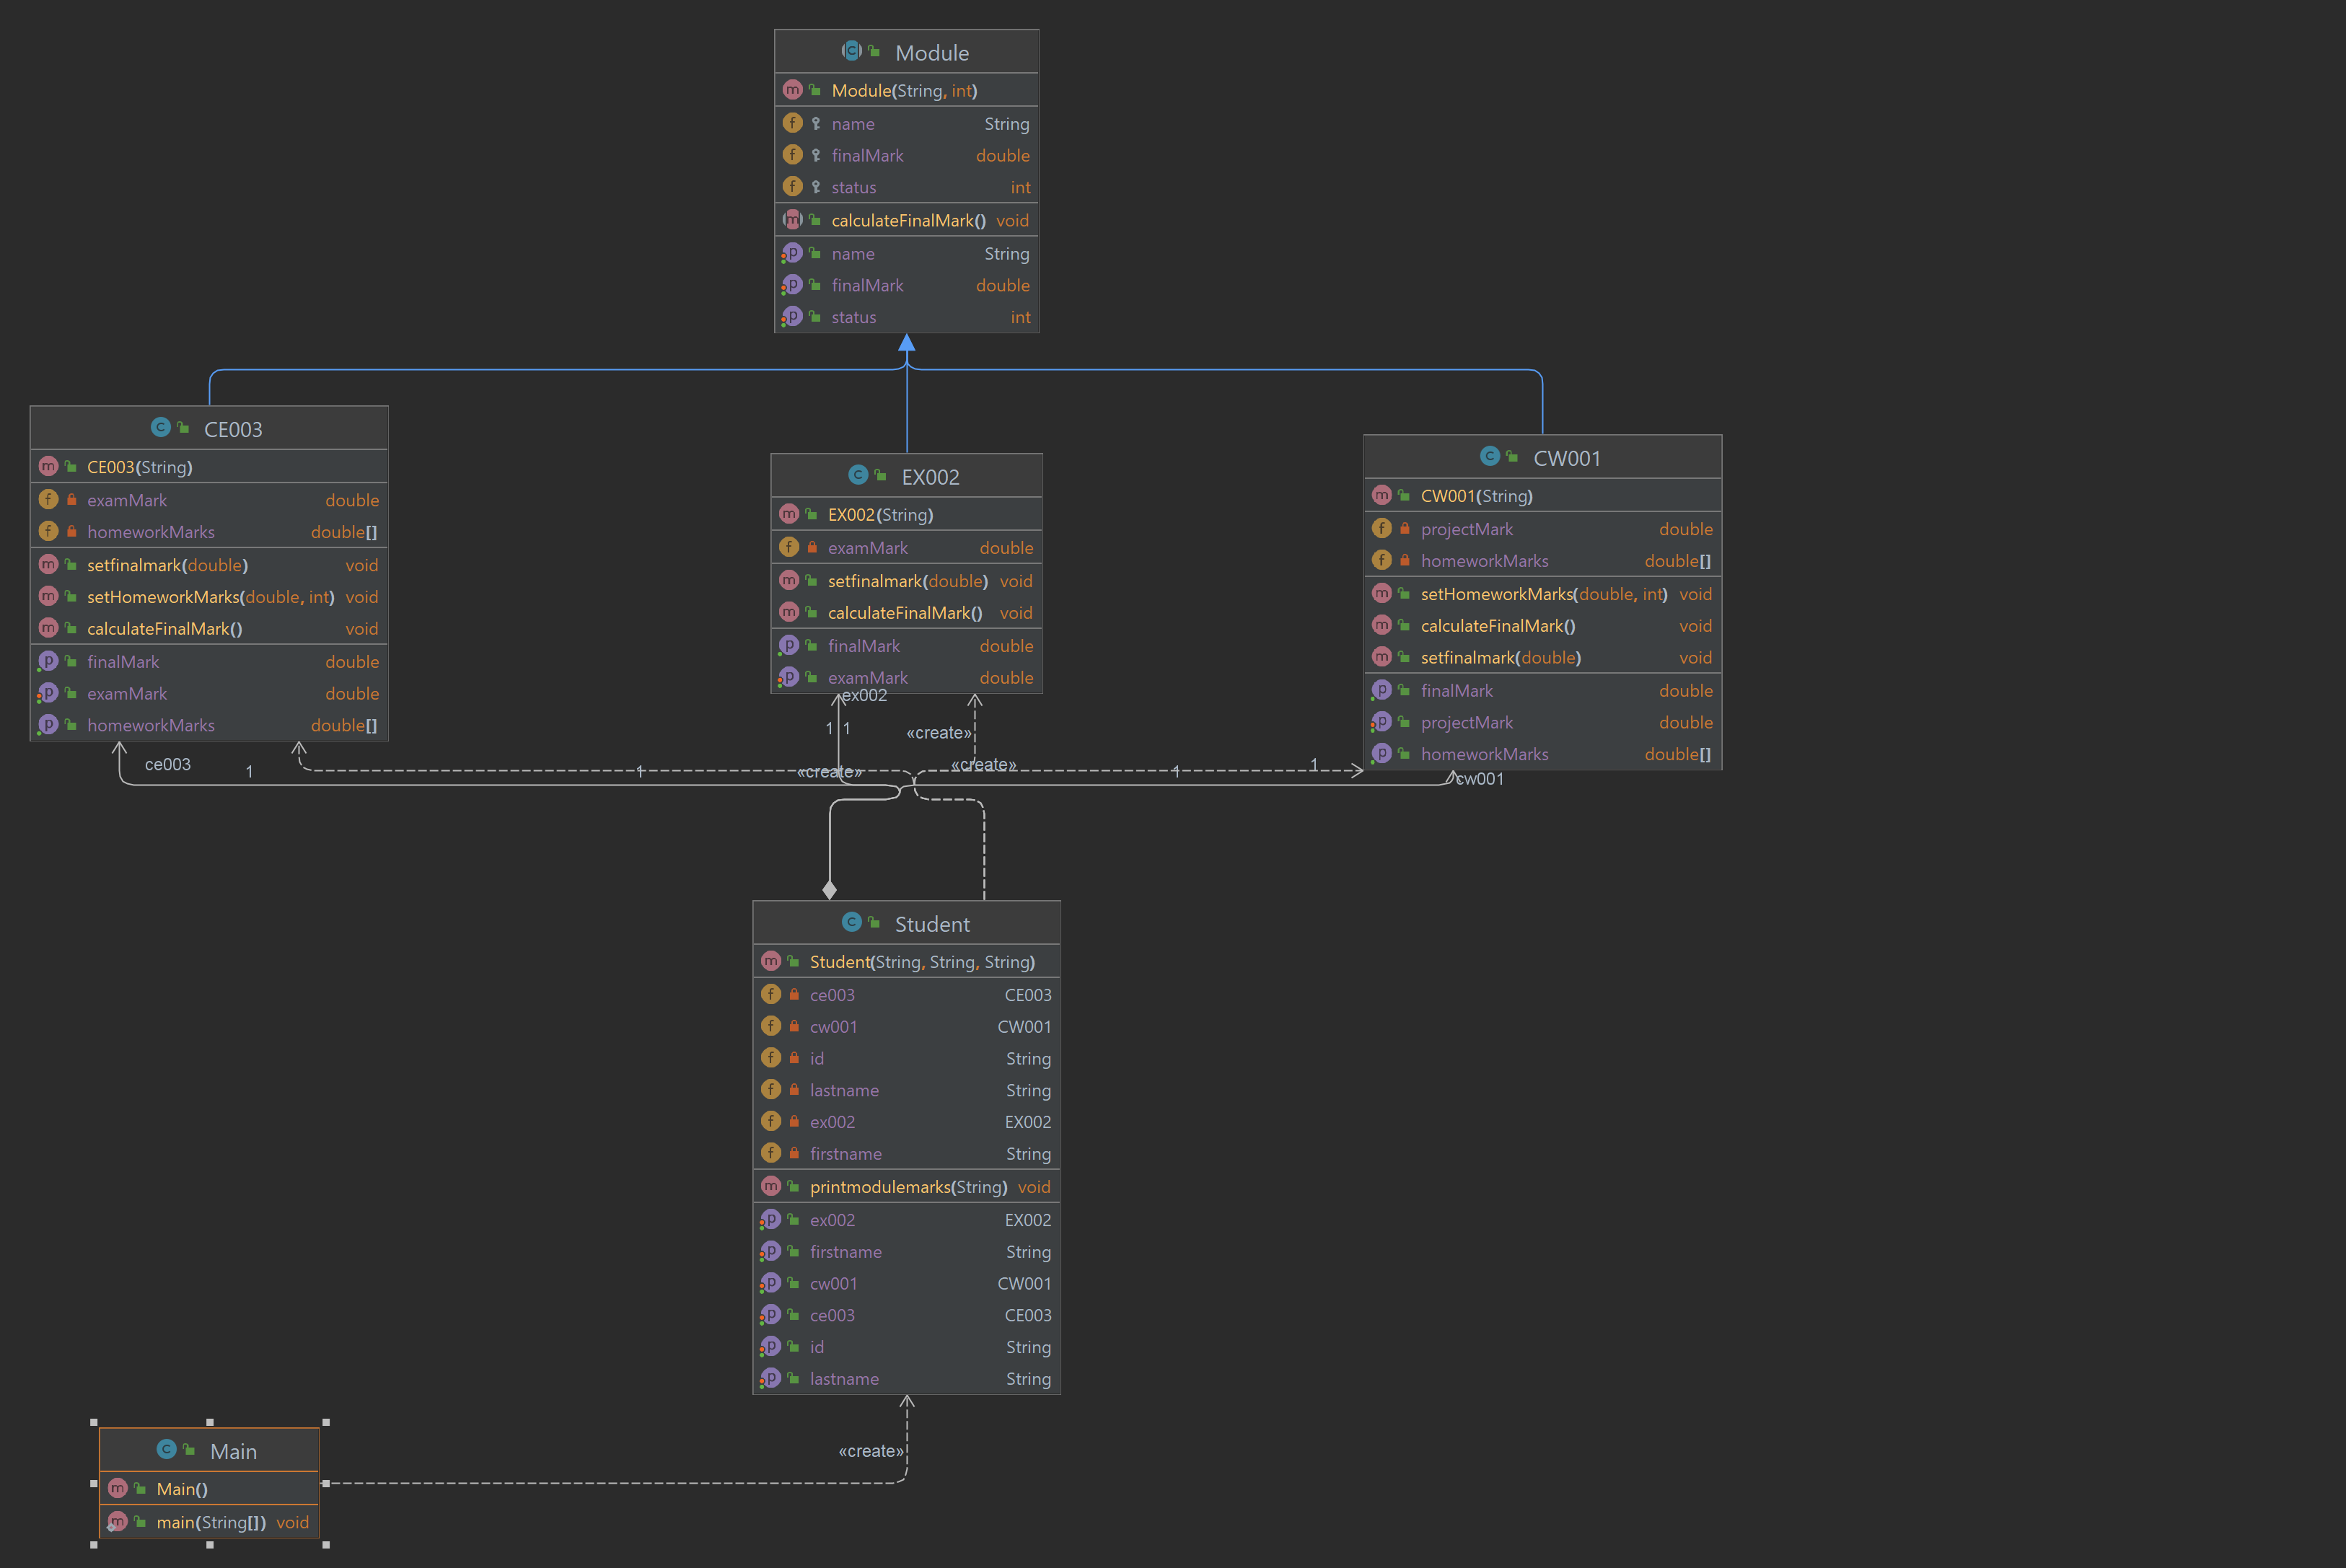 Module
Module(String, int)
name String
finalMark double
status int
calculateFinalMark() void
name String
finalMark double
status int
CE003
CE003(String)
examMark double
homeworkMarks double[]
setfinalmark(double) void
setHomeworkMarks(double, int) void
calculateFinalMark() void
finalMark double
examMark double
homeworkMarks double[]
EX002
EX002(String)
examMark double
setfinalmark(double) void
calculateFinalMark() void
finalMark double
examMark double
CW001
CW001(String)
projectMark double
homeworkMarks double[]
setHomeworkMarks(double, int) void
calculateFinalMark() void
setfinalmark(double) void
finalMark double
projectMark double
homeworkMarks double[]
ex002
1 1
«create»
ce003
1
1
«create»
«create»
1
1
cw001
Student
Student(String, String, String)
ce003 CE003
cw001 CW001
id String
lastname String
ex002 EX002
firstname String
printmodulemarks(String) void
ex002 EX002
firstname String
cw001 CW001
ce003 CE003
id String
lastname String
«create»
Main
Main()
main(String[]) void